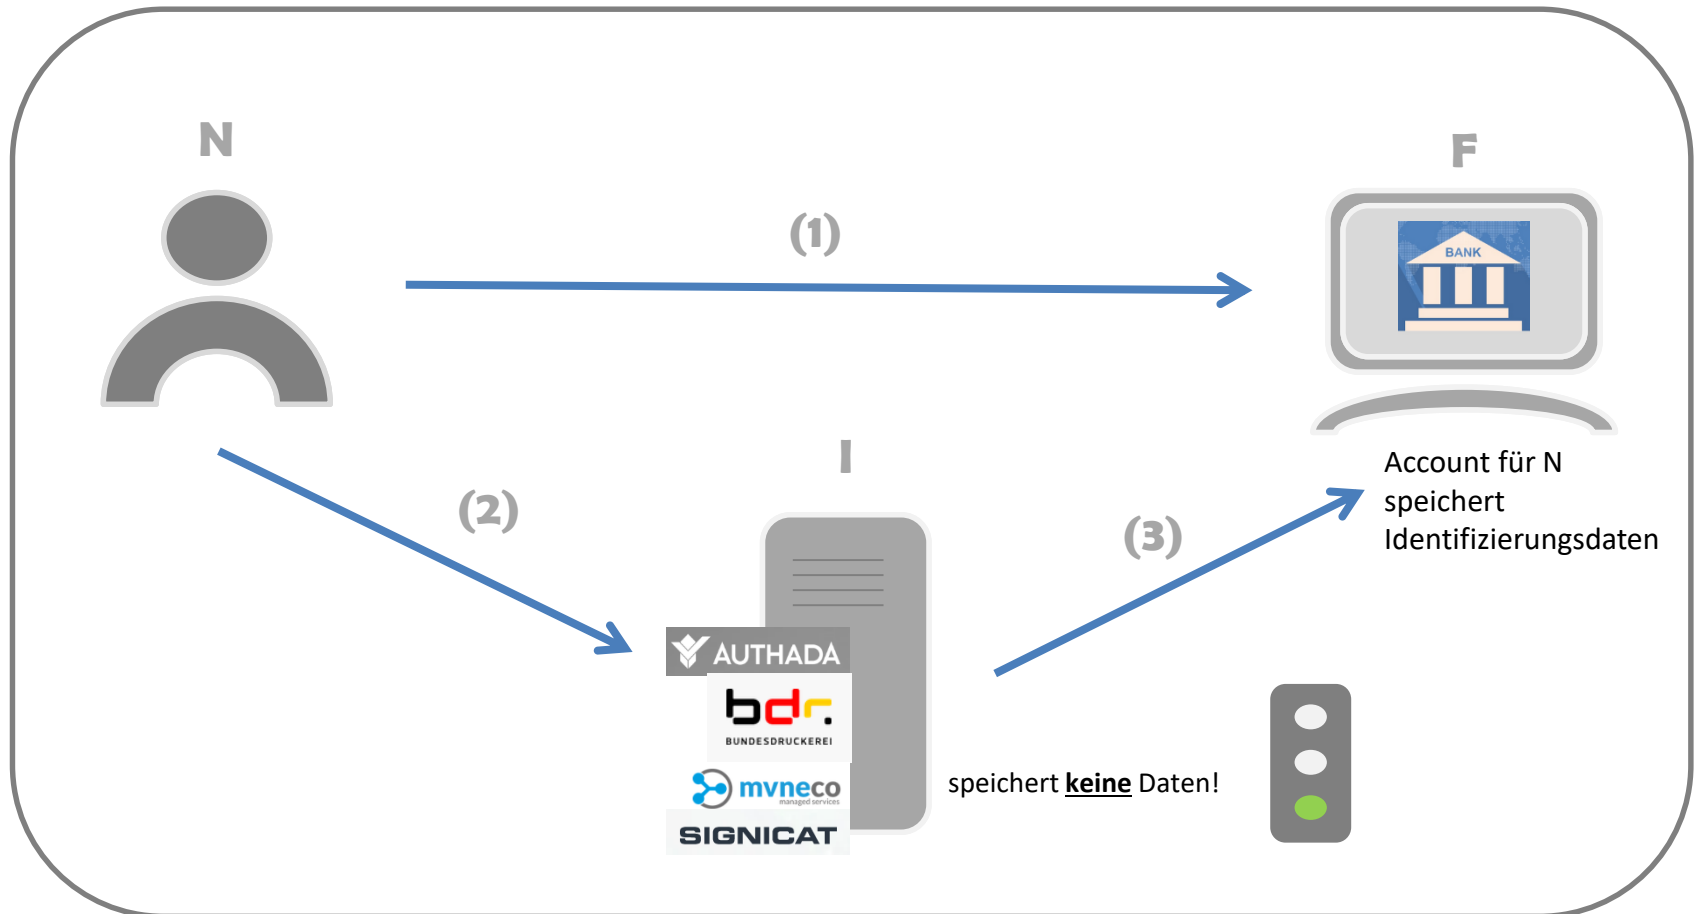 N
F
(1)
BANK
I
Account für N
speichert
Identifizierungsdaten
(2)
(3)
AUTHADA
bdr.
BUNDESDRUCKEREI
mvneco
managed services
speichert keine Daten!
SIGNICAT